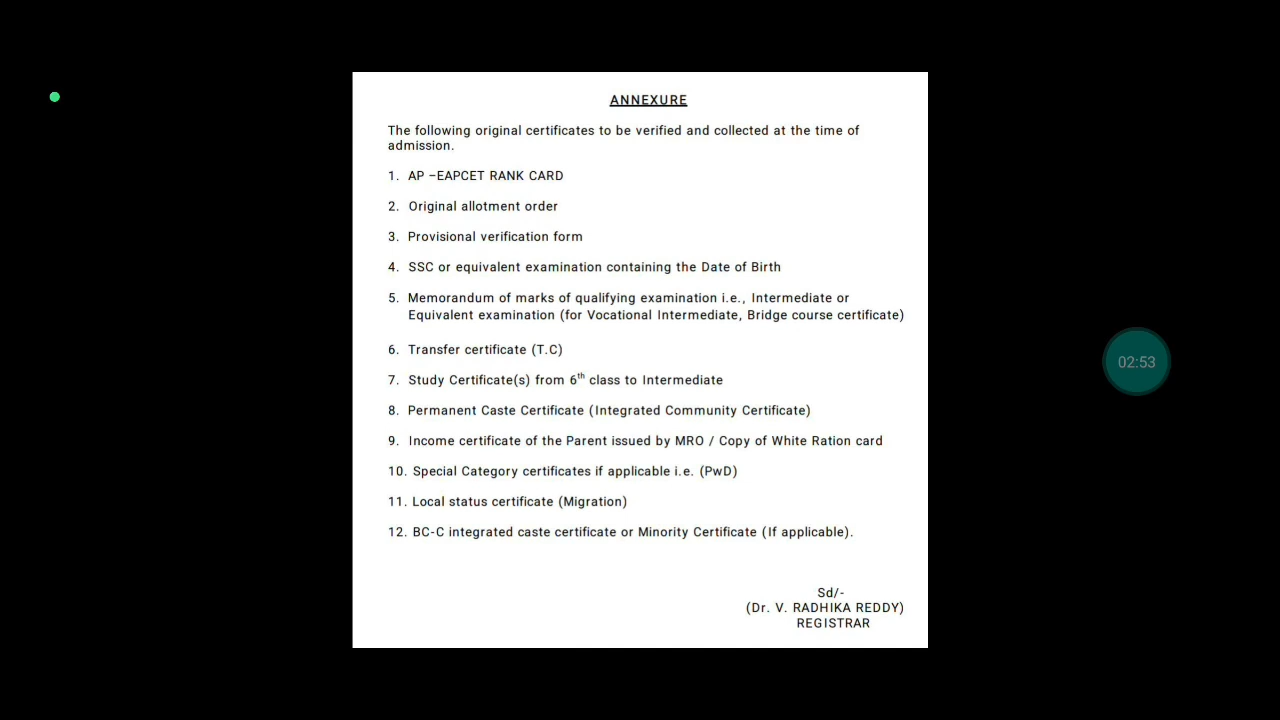 ANNEXURE
The following original certificates to be verified and collected at the time of
admission.
1. AP –EAPCET RANK CARD
2. Original allotment order
3. Provisional verification form
4. SSC or equivalent examination containing the Date of Birth
5. Memorandum of marks of qualifying examination i.e., Intermediate or
Equivalent examination (for Vocational Intermediate, Bridge course certificate)
6. Transfer certificate (T.C)
7. Study Certificate(s) from 6th class to Intermediate
8. Permanent Caste Certificate (Integrated Community Certificate)
9. Income certificate of the Parent issued by MRO / Copy of White Ration card
10. Special Category certificates if applicable i.e. (PwD)
11. Local status certificate (Migration)
12. BC-C integrated caste certificate or Minority Certificate (If applicable).
Sd/-
(Dr. V. RADHIKA REDDY)
REGISTRAR
02:53